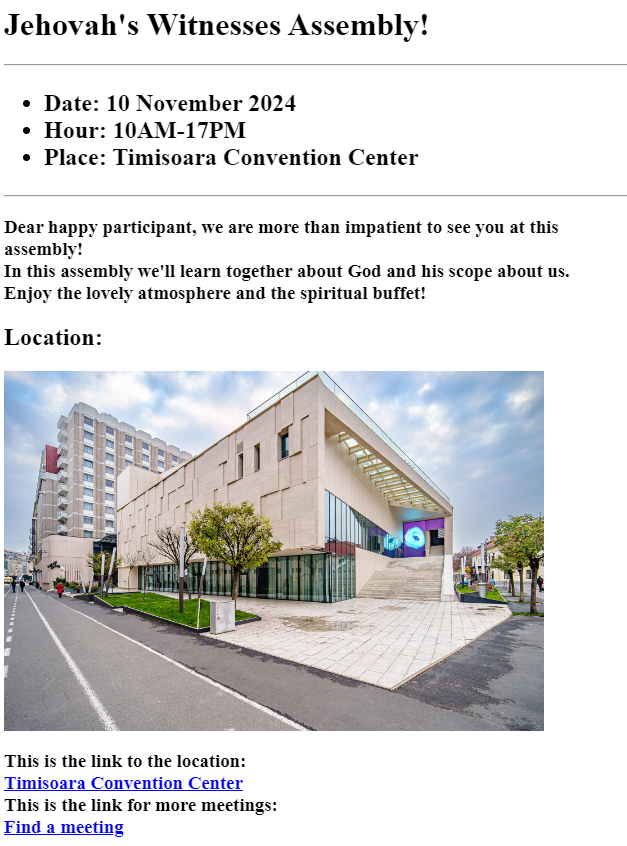 Jehovah's Witnesses Assembly!
Date: 10 November 2024
Hour: 10AM-17PM
Place: Timisoara Convention Center
Dear happy participant, we are more than impatient to see you at this
assembly!
In this assembly we'll learn together about God and his scope about us.
Enjoy the lovely atmosphere and the spiritual buffet!
Location:
This is the link to the location:
Timisoara Convention Center
This is the link for more meetings:
Find a meeting